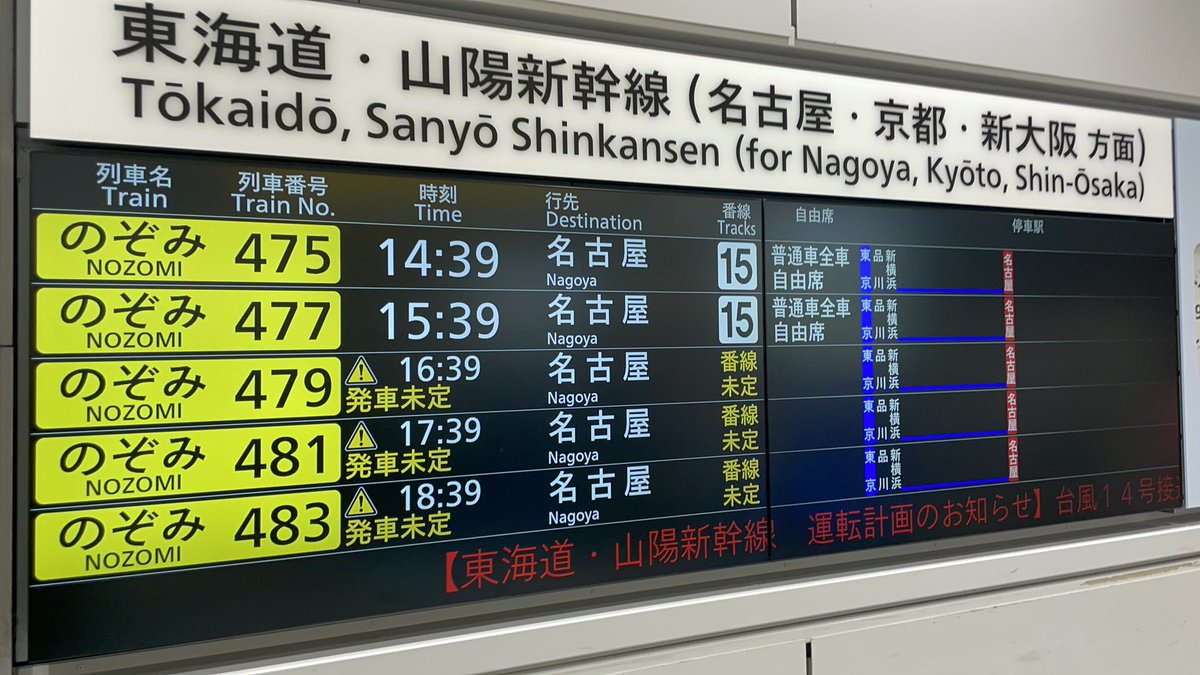 東海道・山陽新幹線（名古屋・京都・新大阪 方面）
Tōkaidō, Sanyō Shinkansen (for Nagoya, Kyōto, Shin-Ōsaka)
列車名 列車番号 時刻 行先 番線 自由席 停車駅
Train Train No. Time Destination Tracks
のぞみ 475 14:39 名古屋 15 普通車全車 東京 品川 新横浜 名古屋
NOZOMI Nagoya 自由席
のぞみ 477 15:39 名古屋 15 普通車全車 東京 品川 新横浜 名古屋
NOZOMI Nagoya 自由席
のぞみ 479 16:39 名古屋 番線 東京 品川 新横浜 名古屋
NOZOMI 発車未定 Nagoya 未定
のぞみ 481 17:39 名古屋 番線 東京 品川 新横浜 名古屋
NOZOMI 発車未定 Nagoya 未定
のぞみ 483 18:39 名古屋 番線 東京 品川 新横浜 名古屋
NOZOMI 発車未定 Nagoya 未定
【東海道・山陽新幹線 運転計画のお知らせ】台風１４号接